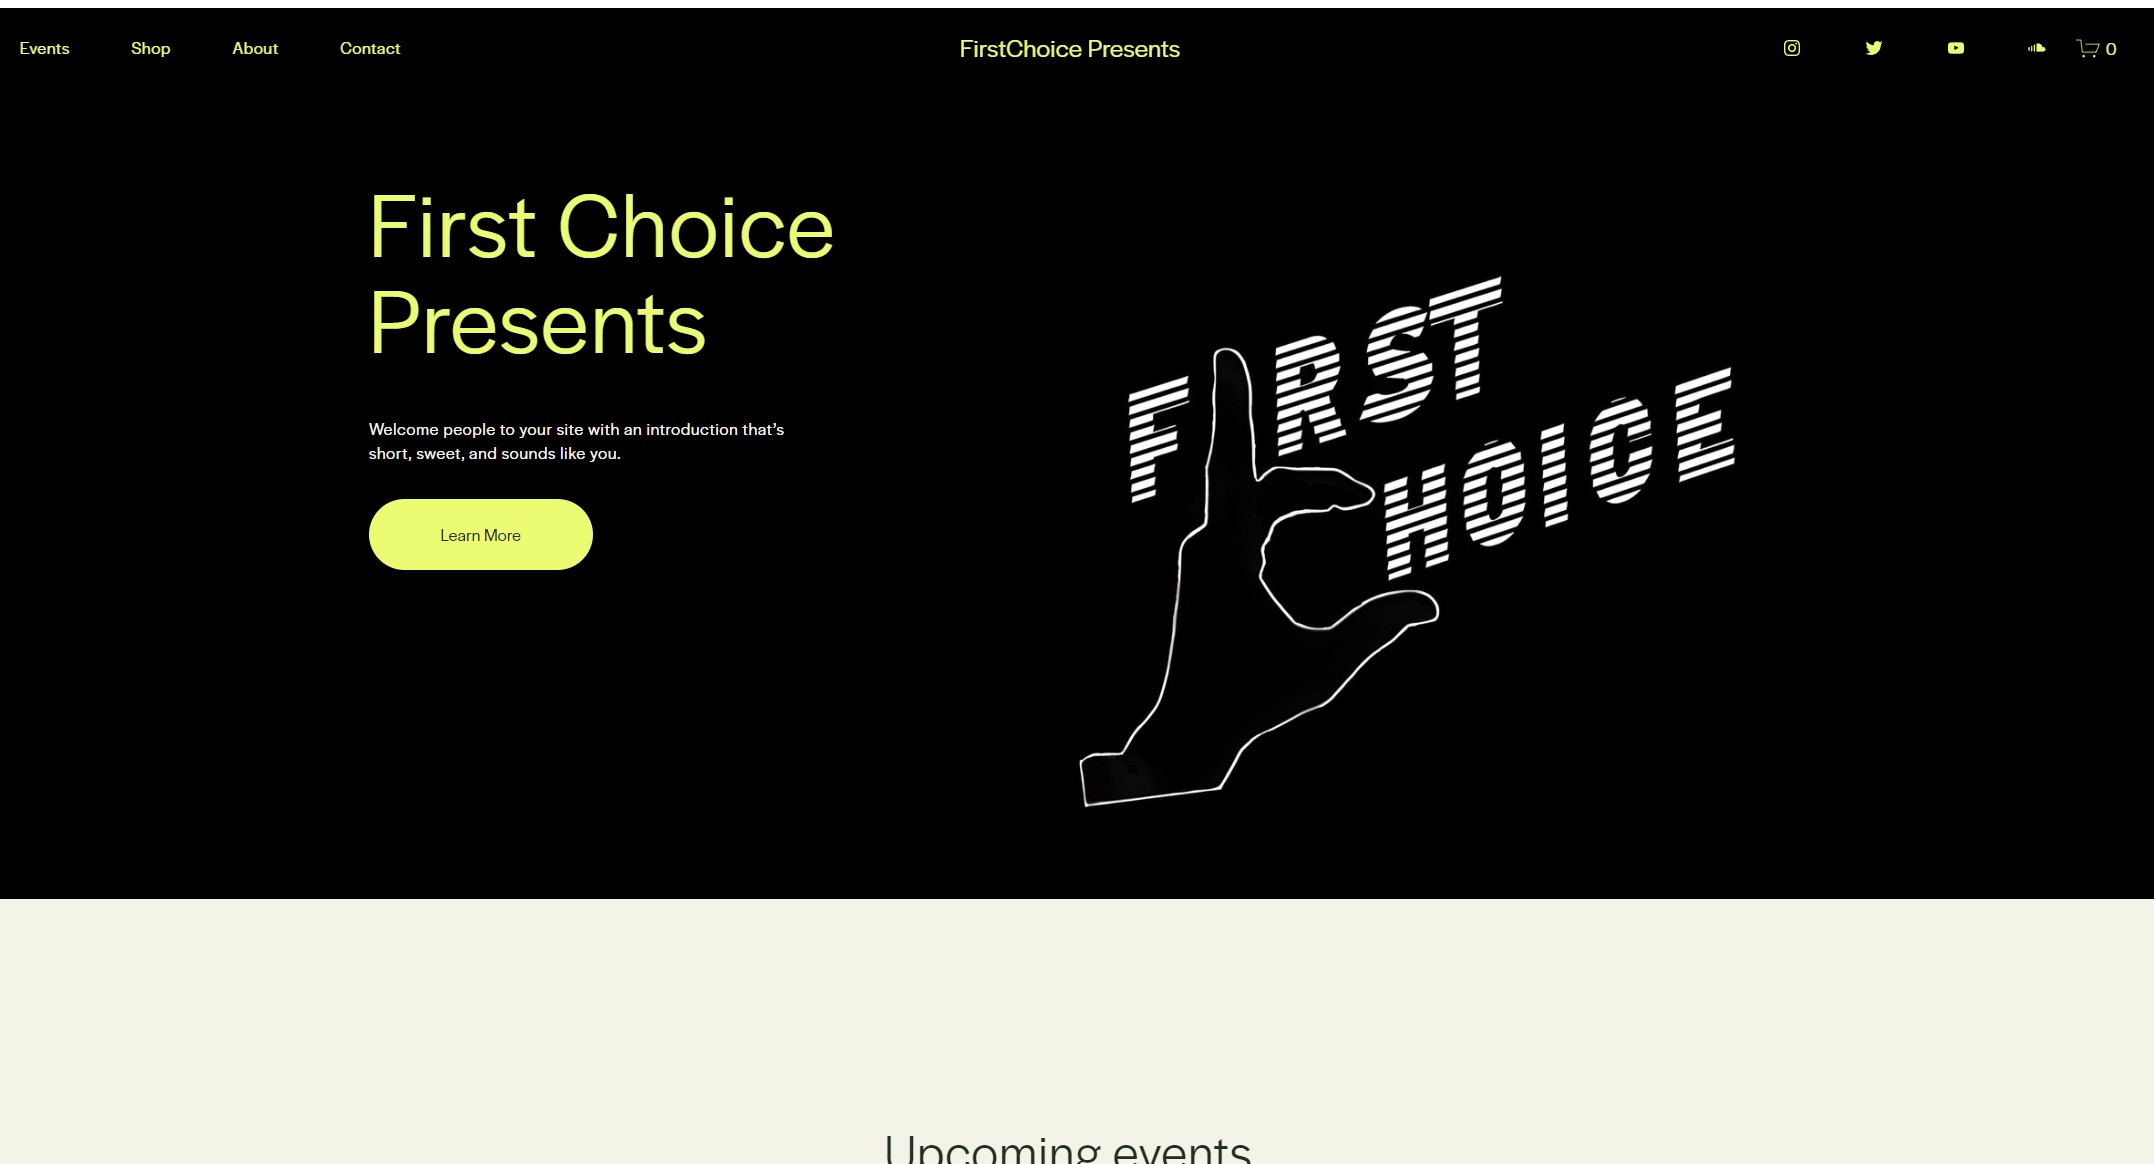 Events Shop About Contact FirstChoice Presents 0
First Choice
Presents
Welcome people to your site with an introduction that’s
short, sweet, and sounds like you.
Learn More
FIRST
CHOICE
Upcoming events